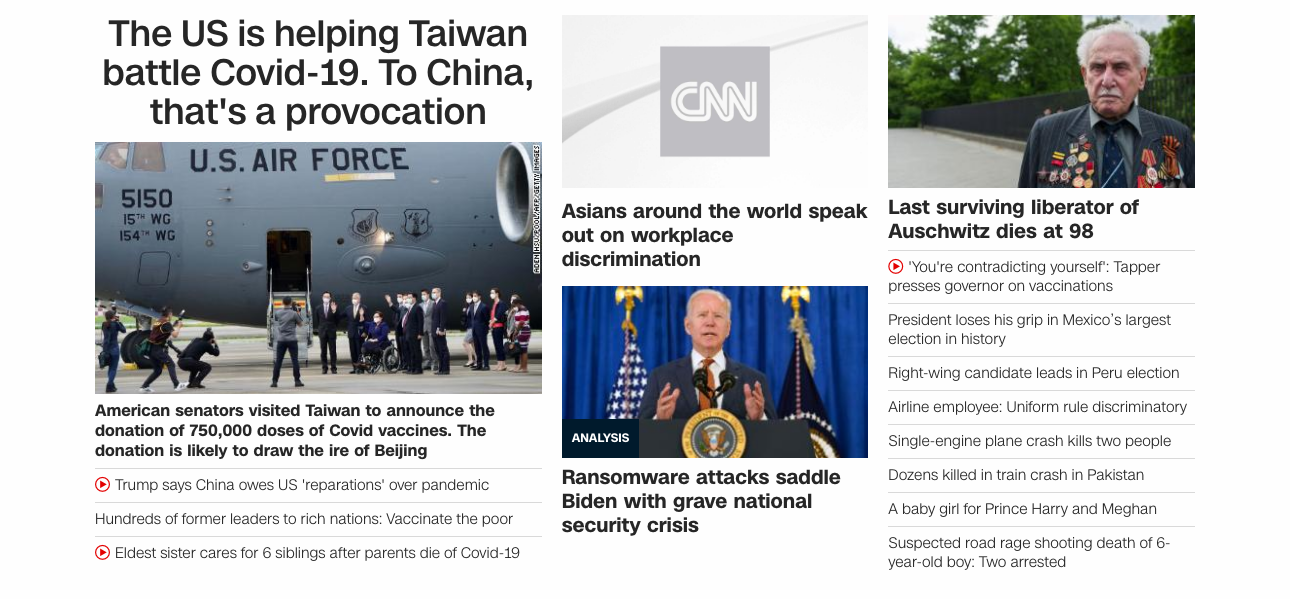 The US is helping Taiwan
battle Covid-19. To China,
that's a provocation
U.S. AIR FORCE
5150
15TH WG
154TH WG
American senators visited Taiwan to announce the
donation of 750,000 doses of Covid vaccines. The
donation is likely to draw the ire of Beijing
Trump says China owes US 'reparations' over pandemic
Hundreds of former leaders to rich nations: Vaccinate the poor
Eldest sister cares for 6 siblings after parents die of Covid-19
CNN
Asians around the world speak
out on workplace
discrimination
ANALYSIS
Ransomware attacks saddle
Biden with grave national
security crisis
Last surviving liberator of
Auschwitz dies at 98
'You're contradicting yourself': Tapper
presses governor on vaccinations
President loses his grip in Mexico's largest
election in history
Right-wing candidate leads in Peru election
Airline employee: Uniform rule discriminatory
Single-engine plane crash kills two people
Dozens killed in train crash in Pakistan
A baby girl for Prince Harry and Meghan
Suspected road rage shooting death of 6-
year-old boy: Two arrested